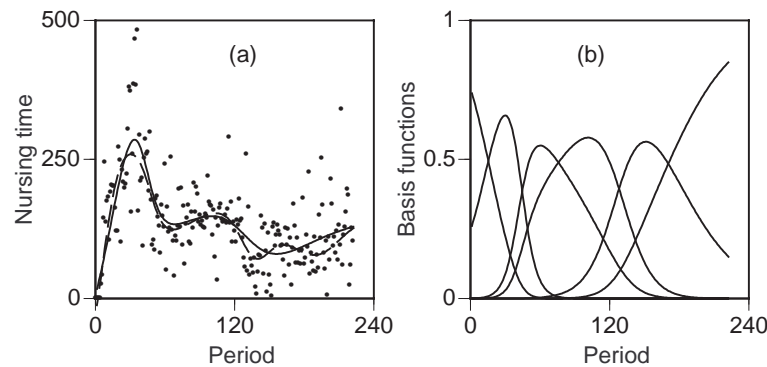 500
250
0
0
120
240
Nursing time
Period
(a)
1
0.5
0
0
120
240
Basis functions
Period
(b)